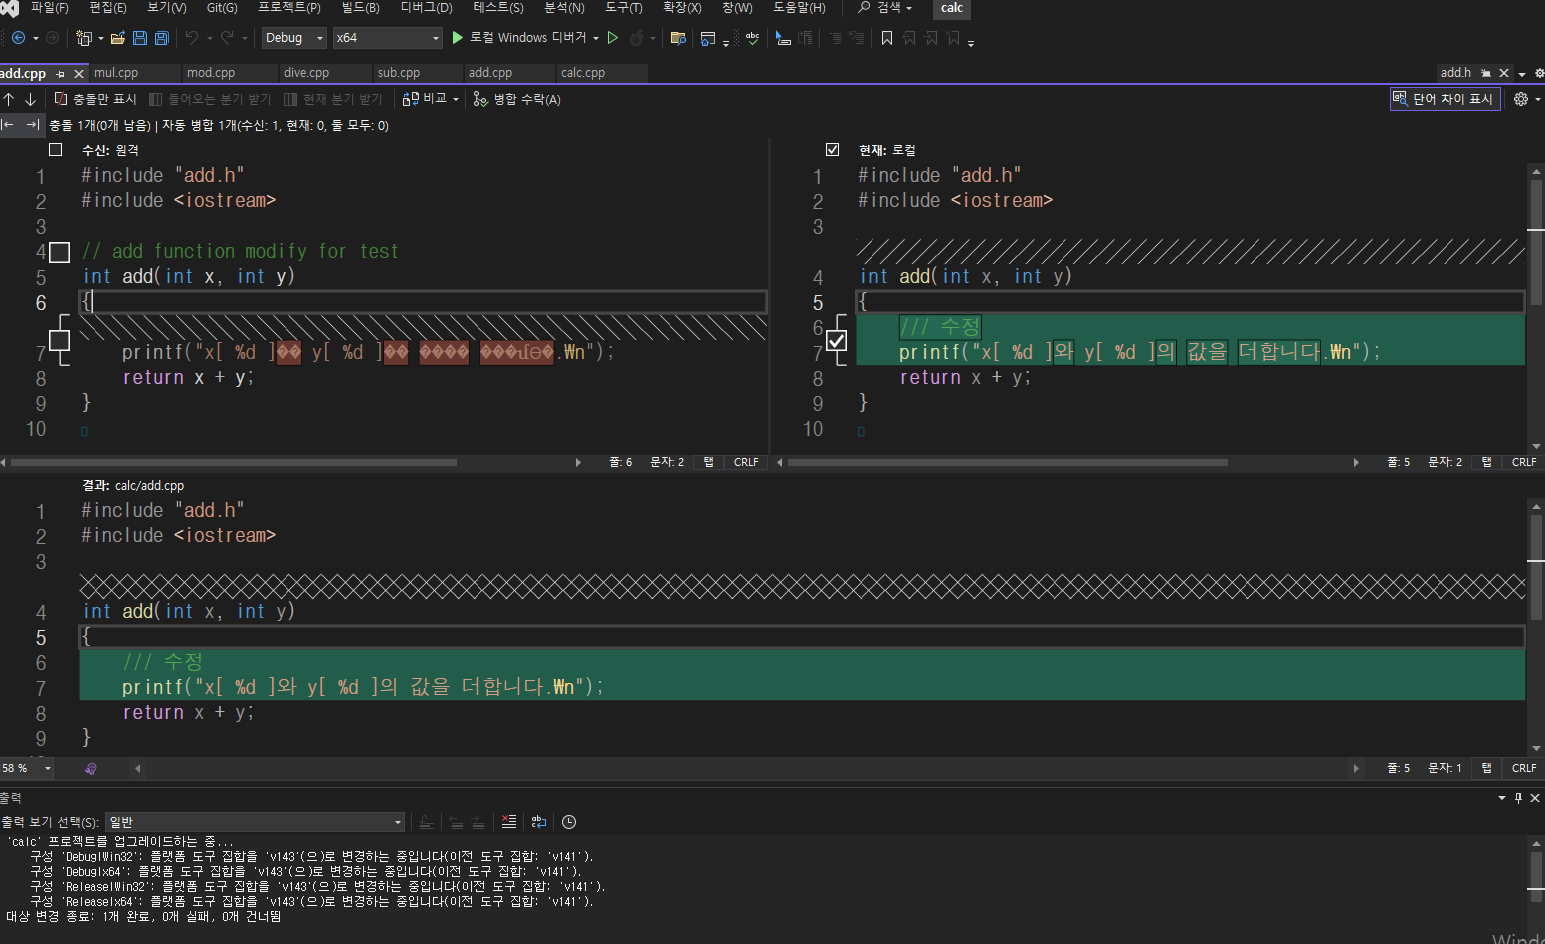 파일(F) 편집(E) 보기(V) Git(G) 프로젝트(P) 빌드(B) 디버그(D) 테스트(S) 분석(N) 도구(T) 확장(X) 창(W) 도움말(H) 검색 calc
Debug x64 로컬 Windows 디버거
add.cpp mul.cpp mod.cpp dive.cpp sub.cpp add.cpp calc.cpp add.h
충돌만 표시 들어오는 분기 받기 현재 분기 받기 비교 병합 수락(A) 단어 차이 표시
충돌 1개(0개 남음) | 자동 병합 1개(수신: 1, 현재: 0, 둘 모두: 0)
수신: 원격
1 #include "add.h"
2 #include <iostream>
3
4 // add function modify for test
5 int add(int x, int y)
6 {
7 printf("x[ %d ]�� y[ %d ]�� ���� ���մϴ�.₩n");
8 return x + y;
9 }
10
줄: 6 문자: 2 탭 CRLF
현재: 로컬
1 #include "add.h"
2 #include <iostream>
3
4 int add(int x, int y)
5 {
6 /// 수정
7 printf("x[ %d ]와 y[ %d ]의 값을 더합니다.₩n");
8 return x + y;
9 }
10
줄: 5 문자: 2 탭 CRLF
결과: calc/add.cpp
1 #include "add.h"
2 #include <iostream>
3
4 int add(int x, int y)
5 {
6 /// 수정
7 printf("x[ %d ]와 y[ %d ]의 값을 더합니다.₩n");
8 return x + y;
9 }
58 % 줄: 5 문자: 1 탭 CRLF
출력
출력 보기 선택(S): 일반
'calc' 프로젝트를 업그레이드하는 중...
구성 'Debug|Win32': 플랫폼 도구 집합을 'v143'(으)로 변경하는 중입니다(이전 도구 집합: 'v141').
구성 'Debug|x64': 플랫폼 도구 집합을 'v143'(으)로 변경하는 중입니다(이전 도구 집합: 'v141').
구성 'Release|Win32': 플랫폼 도구 집합을 'v143'(으)로 변경하는 중입니다(이전 도구 집합: 'v141').
구성 'Release|x64': 플랫폼 도구 집합을 'v143'(으)로 변경하는 중입니다(이전 도구 집합: 'v141').
대상 변경 종료: 1개 완료, 0개 실패, 0개 건너뜀